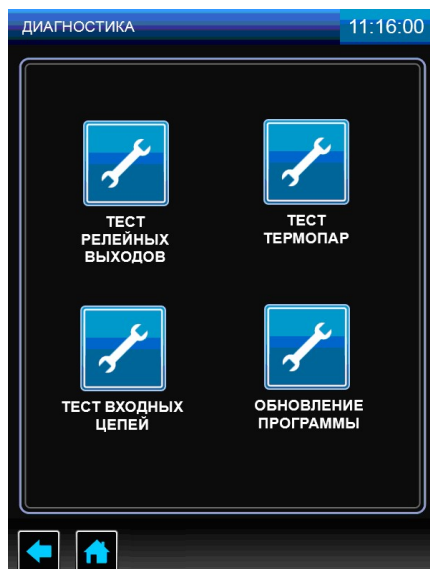 ДИАГНОСТИКА 11:16:00
ТЕСТ
РЕЛЕЙНЫХ
ВЫХОДОВ
ТЕСТ
ТЕРМОПАР
ТЕСТ ВХОДНЫХ
ЦЕПЕЙ
ОБНОВЛЕНИЕ
ПРОГРАММЫ